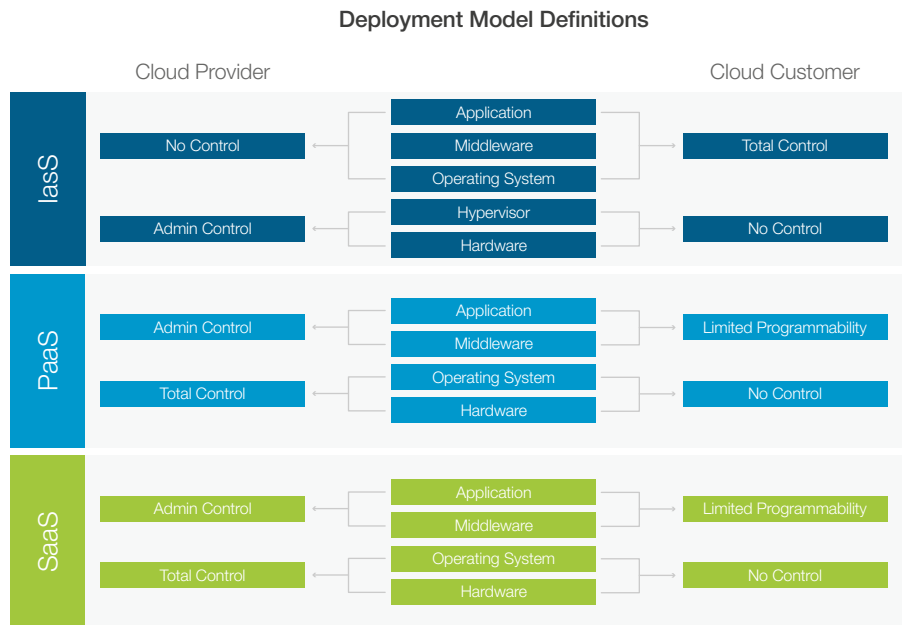 Deployment Model Definitions
Cloud Provider
Cloud Customer
IasS
Application
No Control
Middleware
Total Control
Operating System
Hypervisor
Admin Control
No Control
Hardware
PaaS
Application
Admin Control
Limited Programmability
Middleware
Operating System
Total Control
No Control
Hardware
SaaS
Application
Admin Control
Limited Programmability
Middleware
Operating System
Total Control
No Control
Hardware